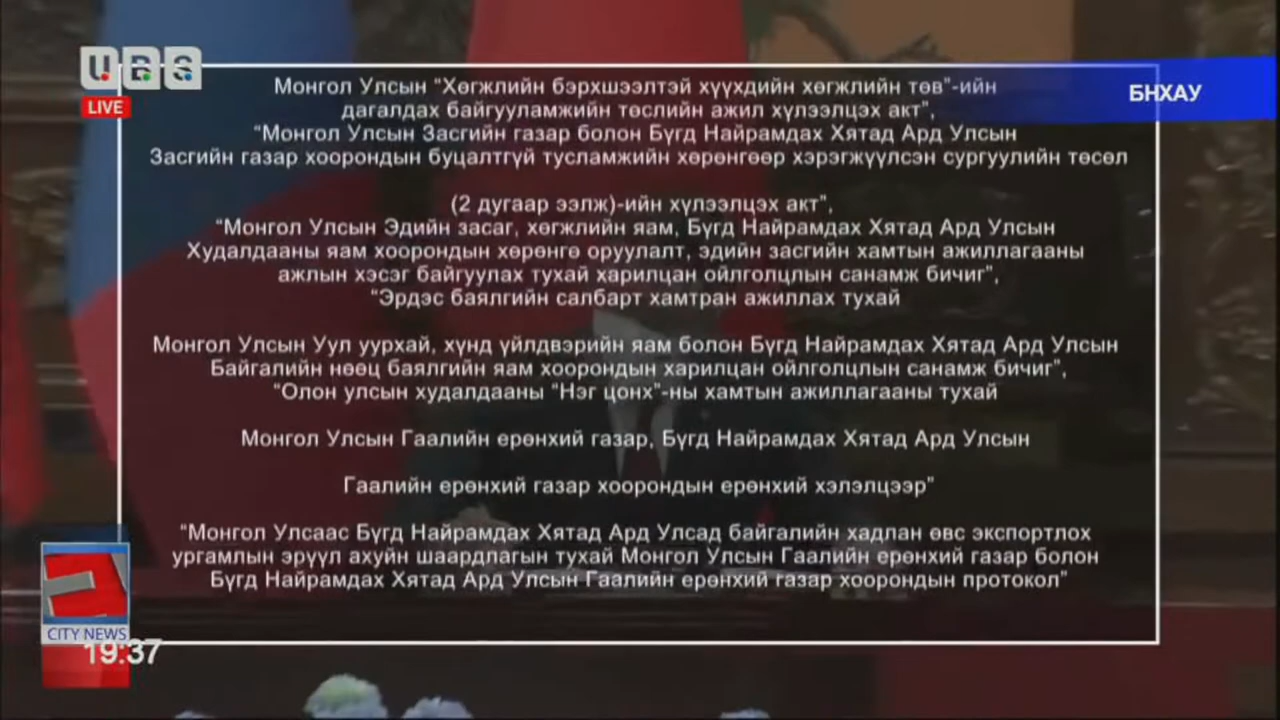 UBS
LIVE
БНХАУ
Монгол Улсын “Хөгжлийн бэрхшээлтэй хүүхдийн хөгжлийн төв”-ийн
дагалдах байгууламжийн төслийн ажил хүлээлцэх акт”,
“Монгол Улсын Засгийн газар болон Бүгд Найрамдах Хятад Ард Улсын
Засгийн газар хоорондын буцалтгүй тусламжийн хөрөнгөөр хэрэгжүүлсэн сургуулийн төсөл
(2 дугаар ээлж)-ийн хүлээлцэх акт”,
“Монгол Улсын Эдийн засаг, хөгжлийн яам, Бүгд Найрамдах Хятад Ард Улсын
Худалдааны яам хоорондын хөрөнгө оруулалт, эдийн засгийн хамтын ажиллагааны
ажлын хэсэг байгуулах тухай харилцан ойлголцлын санамж бичиг”,
“Эрдэс баялгийн салбарт хамтран ажиллах тухай
Монгол Улсын Уул уурхай, хүнд үйлдвэрийн яам болон Бүгд Найрамдах Хятад Ард Улсын
Байгалийн нөөц баялгийн яам хоорондын харилцан ойлголцлын санамж бичиг”,
“Олон улсын худалдааны “Нэг цонх”-ны хамтын ажиллагааны тухай
Монгол Улсын Гаалийн ерөнхий газар, Бүгд Найрамдах Хятад Ард Улсын
Гаалийн ерөнхий газар хоорондын ерөнхий хэлэлцээр”
“Монгол Улсаас Бүгд Найрамдах Хятад Ард Улсад байгалийн хадлан өвс экспортлох
ургамлын эрүүл ахуйн шаардлагын тухай Монгол Улсын Гаалийн ерөнхий газар болон
Бүгд Найрамдах Хятад Ард Улсын Гаалийн ерөнхий газар хоорондын протокол”
CITY NEWS
19:37